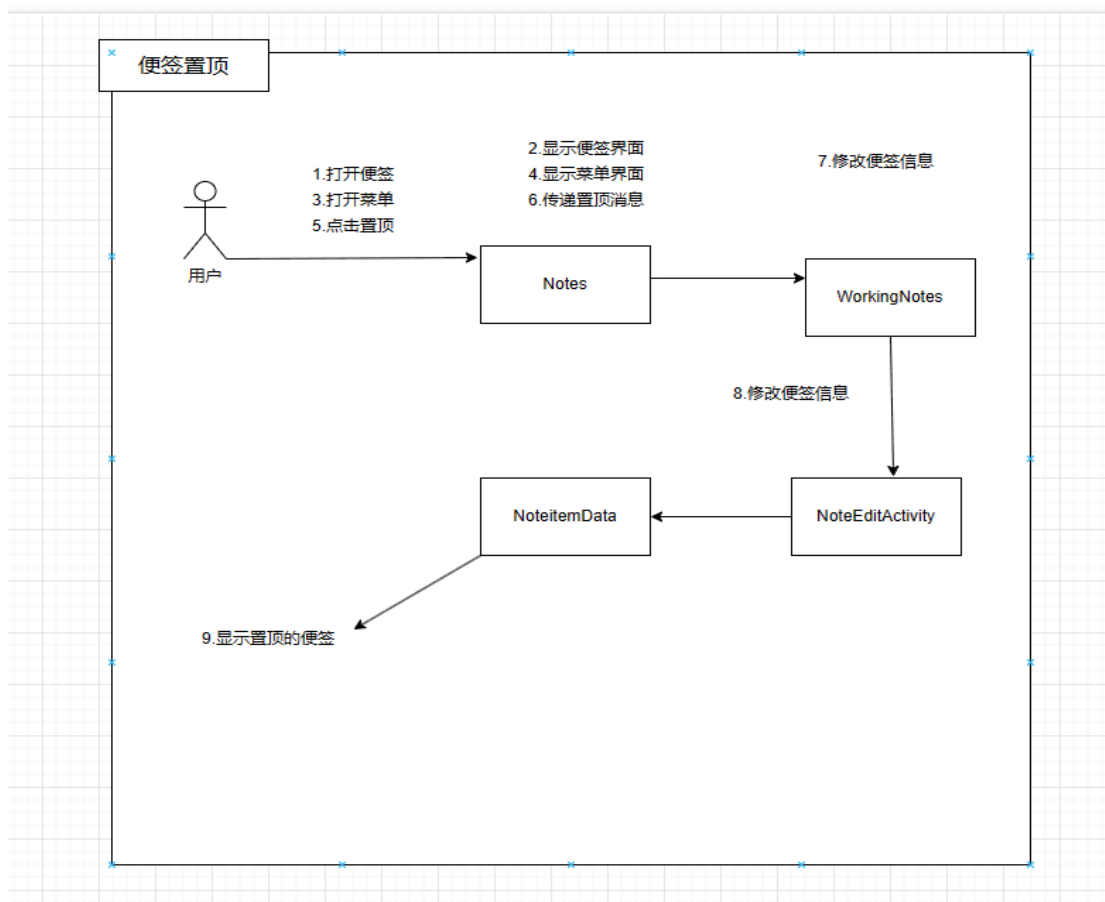 便签置顶
1.打开便签
3.打开菜单
5.点击置顶
2.显示便签界面
4.显示菜单界面
6.传递置顶消息
7.修改便签信息
用户
Notes
WorkingNotes
8.修改便签信息
NoteitemData
NoteEditActivity
9.显示置顶的便签